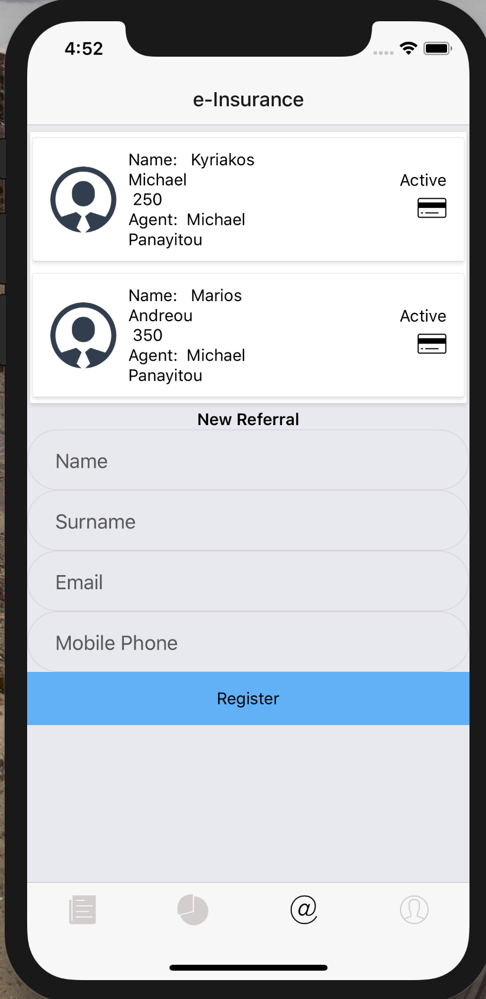 4:52
e-Insurance
Name: Kyriakos
Michael
250
Agent: Michael
Panayitou
Active
Name: Marios
Andreou
350
Agent: Michael
Panayitou
Active
New Referral
Name
Surname
Email
Mobile Phone
Register
@